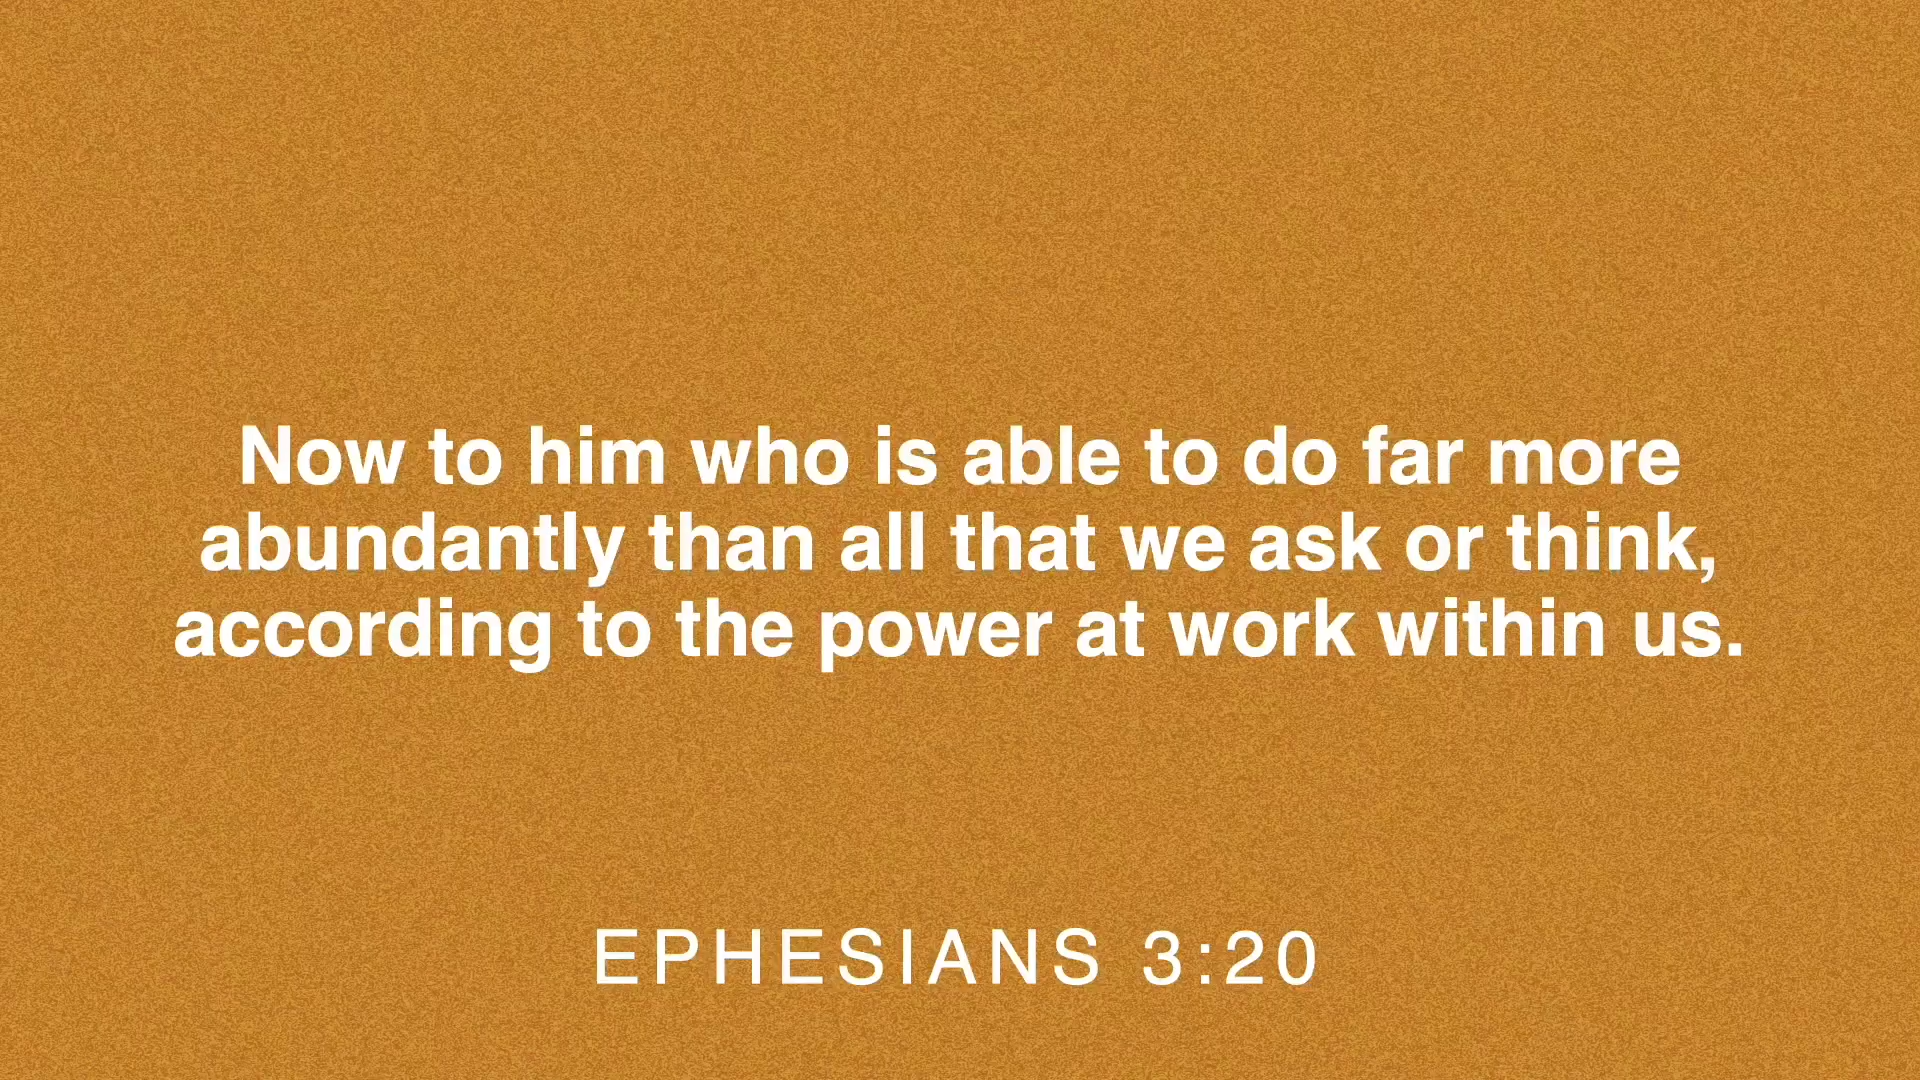 Now to him who is able to do far more
abundantly than all that we ask or think,
according to the power at work within us.
EPHESIANS 3:20